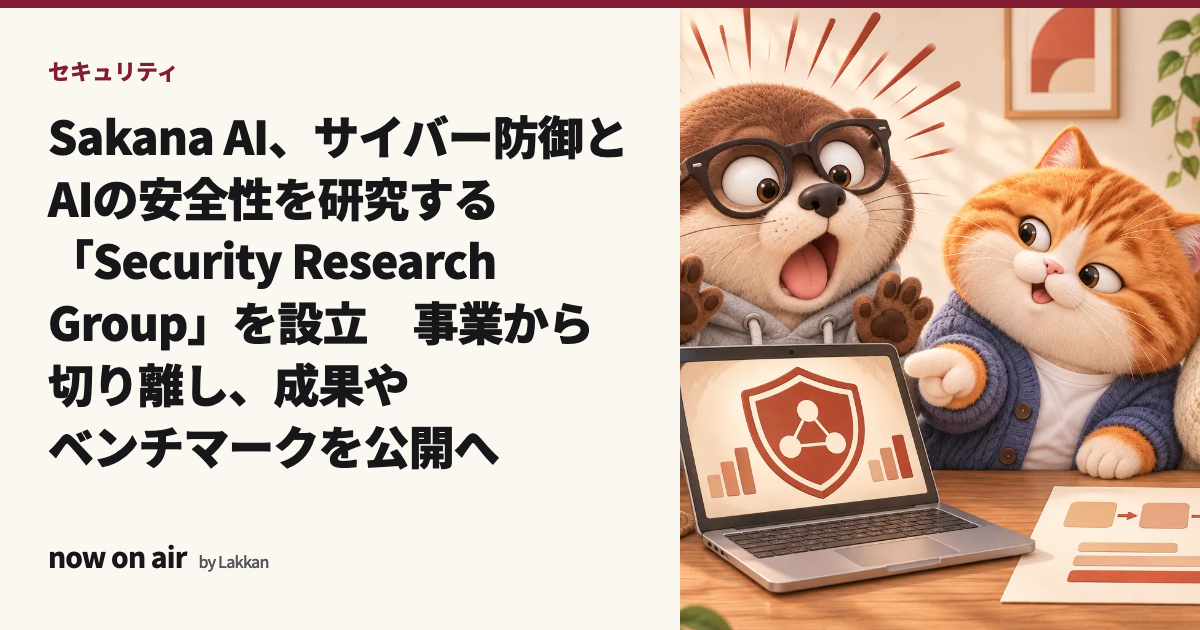 セキュリティ
Sakana AI、サイバー防御と
AIの安全性を研究する
「Security Research
Group」を設立　事業から
切り離し、成果や
ベンチマークを公開へ
now on air by Lakkan